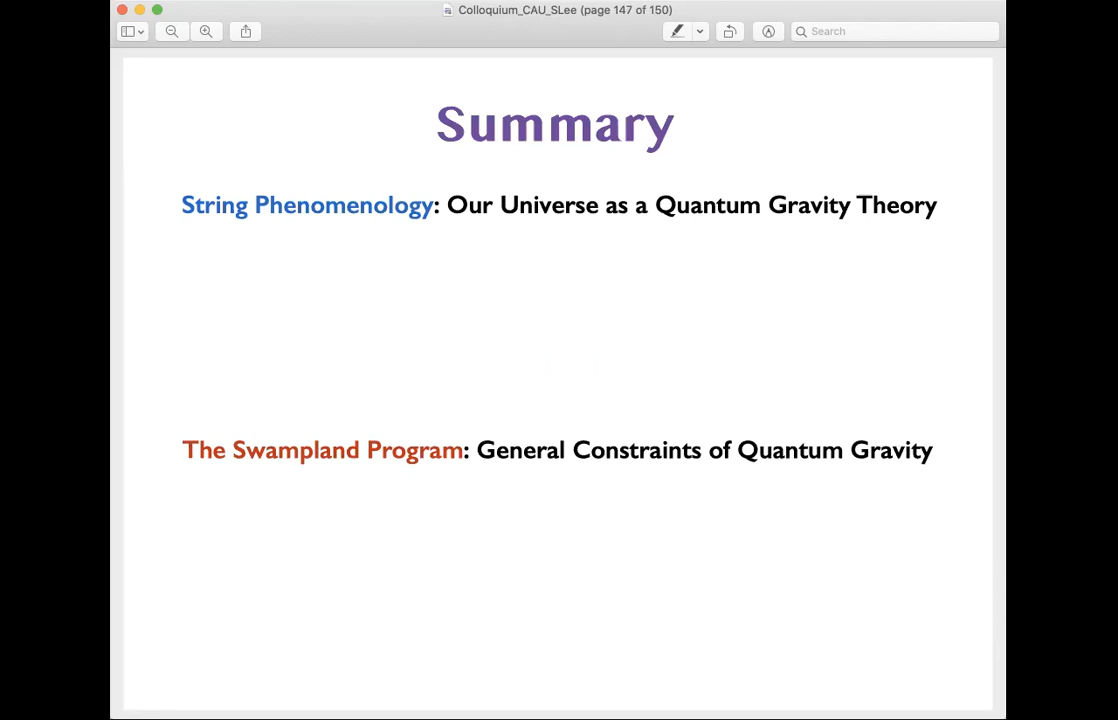 Colloquium_CAU_SLee (page 147 of 150)
Search
Summary
String Phenomenology: Our Universe as a Quantum Gravity Theory
The Swampland Program: General Constraints of Quantum Gravity